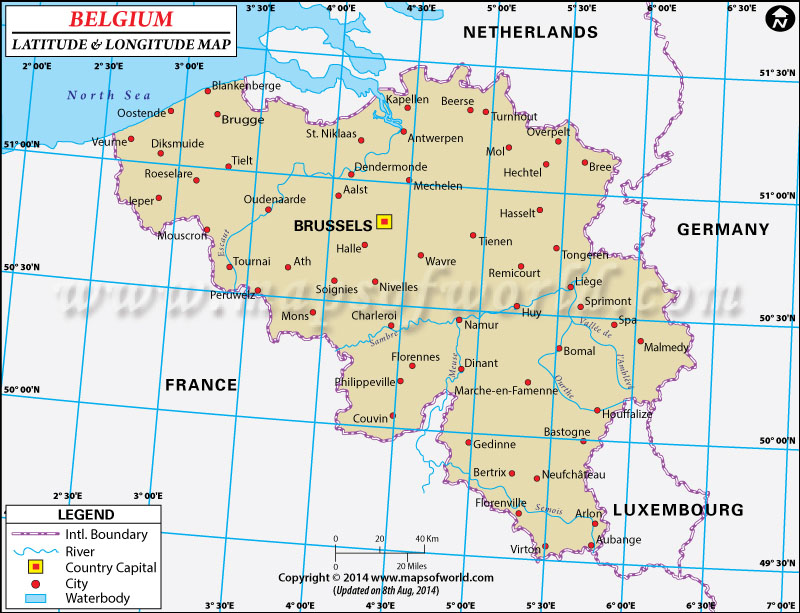 BELGIUM
LATITUDE & LONGITUDE MAP
3°30'E
4°00'E
4°30'E
5°00'E
5°30'E
6°00'E
6°30'E
N
2°00'E
2°30'E
3°00'E
NETHERLANDS
51°30'N
North Sea
Blankenberge
Kapellen
Beerse
Oostende
Brugge
Turnhout
51°00'N
Veurne
St. Niklaas
Antwerpen
Overpelt
Diksmuide
Mol
Tielt
Dendermonde
Hechtel
Bree
Roeselare
Aalst
Mechelen
Ieper
Oudenaarde
51°00'N
Hasselt
BRUSSELS
GERMANY
Mouscron
Escaut
Halle
Tienen
Tongeren
50°30'N
Tournai
Ath
Wavre
Remicourt
Liège
Peruwelz
Soignies
Nivelles
Sprimont
www.mapsofworld.com
Mons
Charleroi
Huy
50°30'N
Namur
Vallée de
Spa
Sambre
Malmedy
Bomal
l'Amblève
Florennes
Meuse
Dinant
FRANCE
Philippeville
Marche-en-Famenne
Ourthe
50°00'N
Couvin
Houffalize
Bastogne
50°00'N
Gedinne
Bertrix
Neufchâteau
2°30'E
3°00'E
Florenville
Semois
Arlon
LUXEMBOURG
LEGEND
Intl. Boundary
River
Country Capital
City
Waterbody
0 20 40 Km
0 20 Miles
Virton
Aubange
49°30'N
Copyright © 2014 www.mapsofworld.com
(Updated on 8th Aug, 2014)
3°30'E
4°00'E
4°30'E
5°00'E
5°30'E
6°00'E
6°30'E
7°00'E